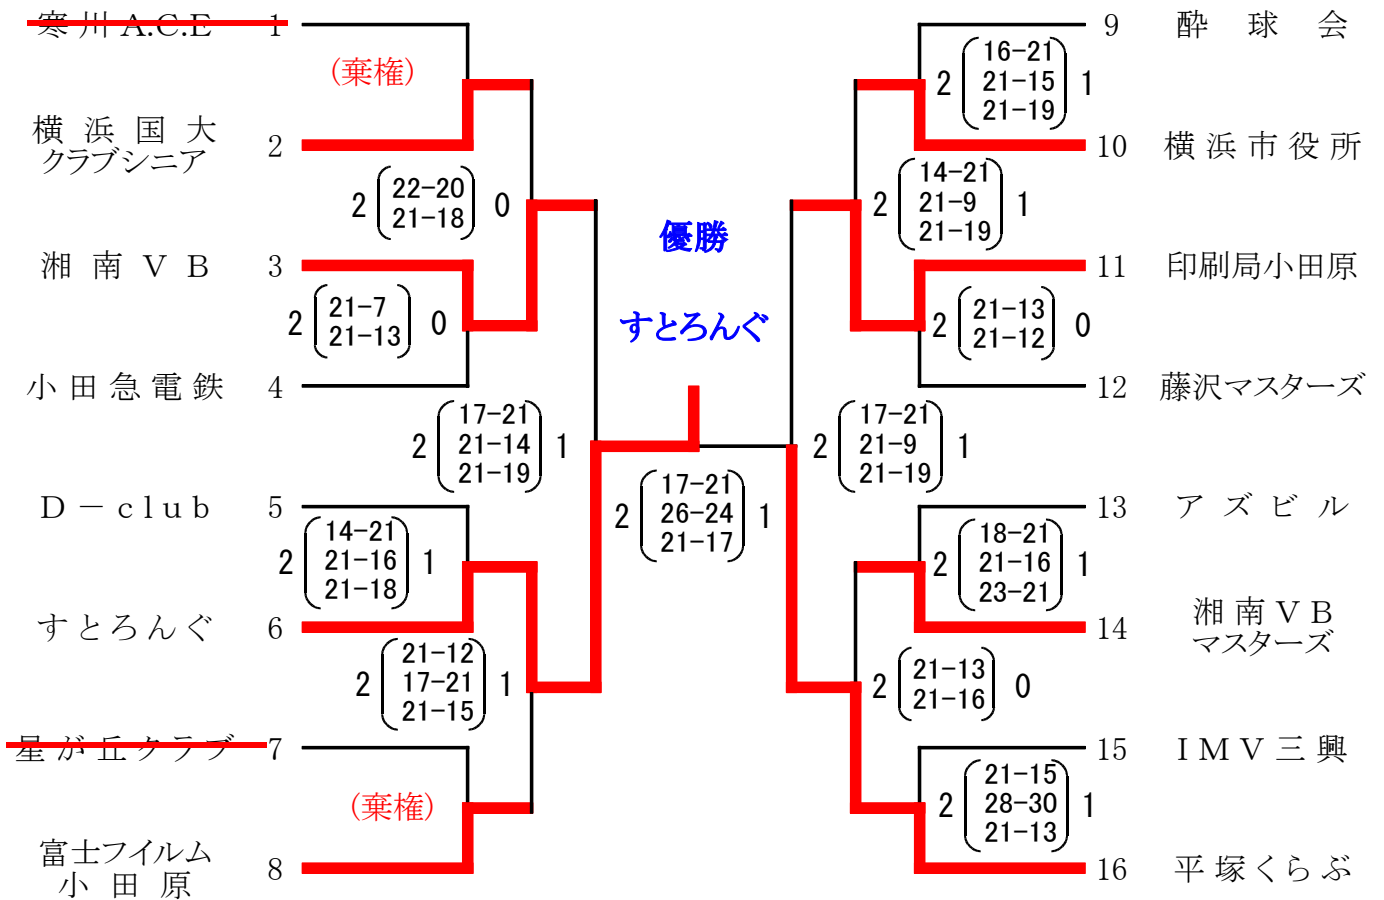 寒川 A.C.E 1
(棄権)
横浜国大
クラブシニア 2
2 22-20 0
21-18
湘南ＶＢ 3
2 21-7 0
21-13
小田急電鉄 4
2 17-21 1
21-14
21-19
Ｄ－ｃｌｕｂ 5
2 14-21 1
21-16
21-18
すとろんぐ 6
2 21-12 1
17-21
21-15
星が丘クラブ 7
(棄権)
富士フイルム
小田原 8
優勝
すとろんぐ
2 17-21 1
26-24
21-17
9 酔球会
2 16-21 1
21-15
21-19
10 横浜市役所
2 14-21 1
21-9
21-19
11 印刷局小田原
2 21-13 0
21-12
12 藤沢マスターズ
2 17-21 1
21-9
21-19
13 アズビル
2 18-21 1
21-16
23-21
14 湘南ＶＢ
マスターズ
2 21-13 0
21-16
15 ＩＭＶ三興
2 21-15 1
28-30
21-13
16 平塚くらぶ